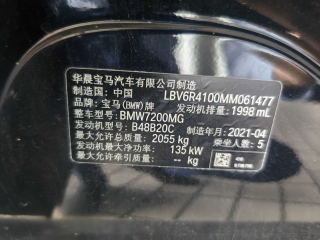 华晨宝马汽车有限公司制造
制造国：中国 LBV6R4100MM061477
品牌：宝马(BMW)牌 发动机排量：1998 mL
整车型号：BMW7200MG
发动机型号：B48B20C 制造年月：2021-04
最大允许总质量：2055 kg 乘坐人数：5
发动机最大净功率：135 kW
最大允许牵引质量：-- kg